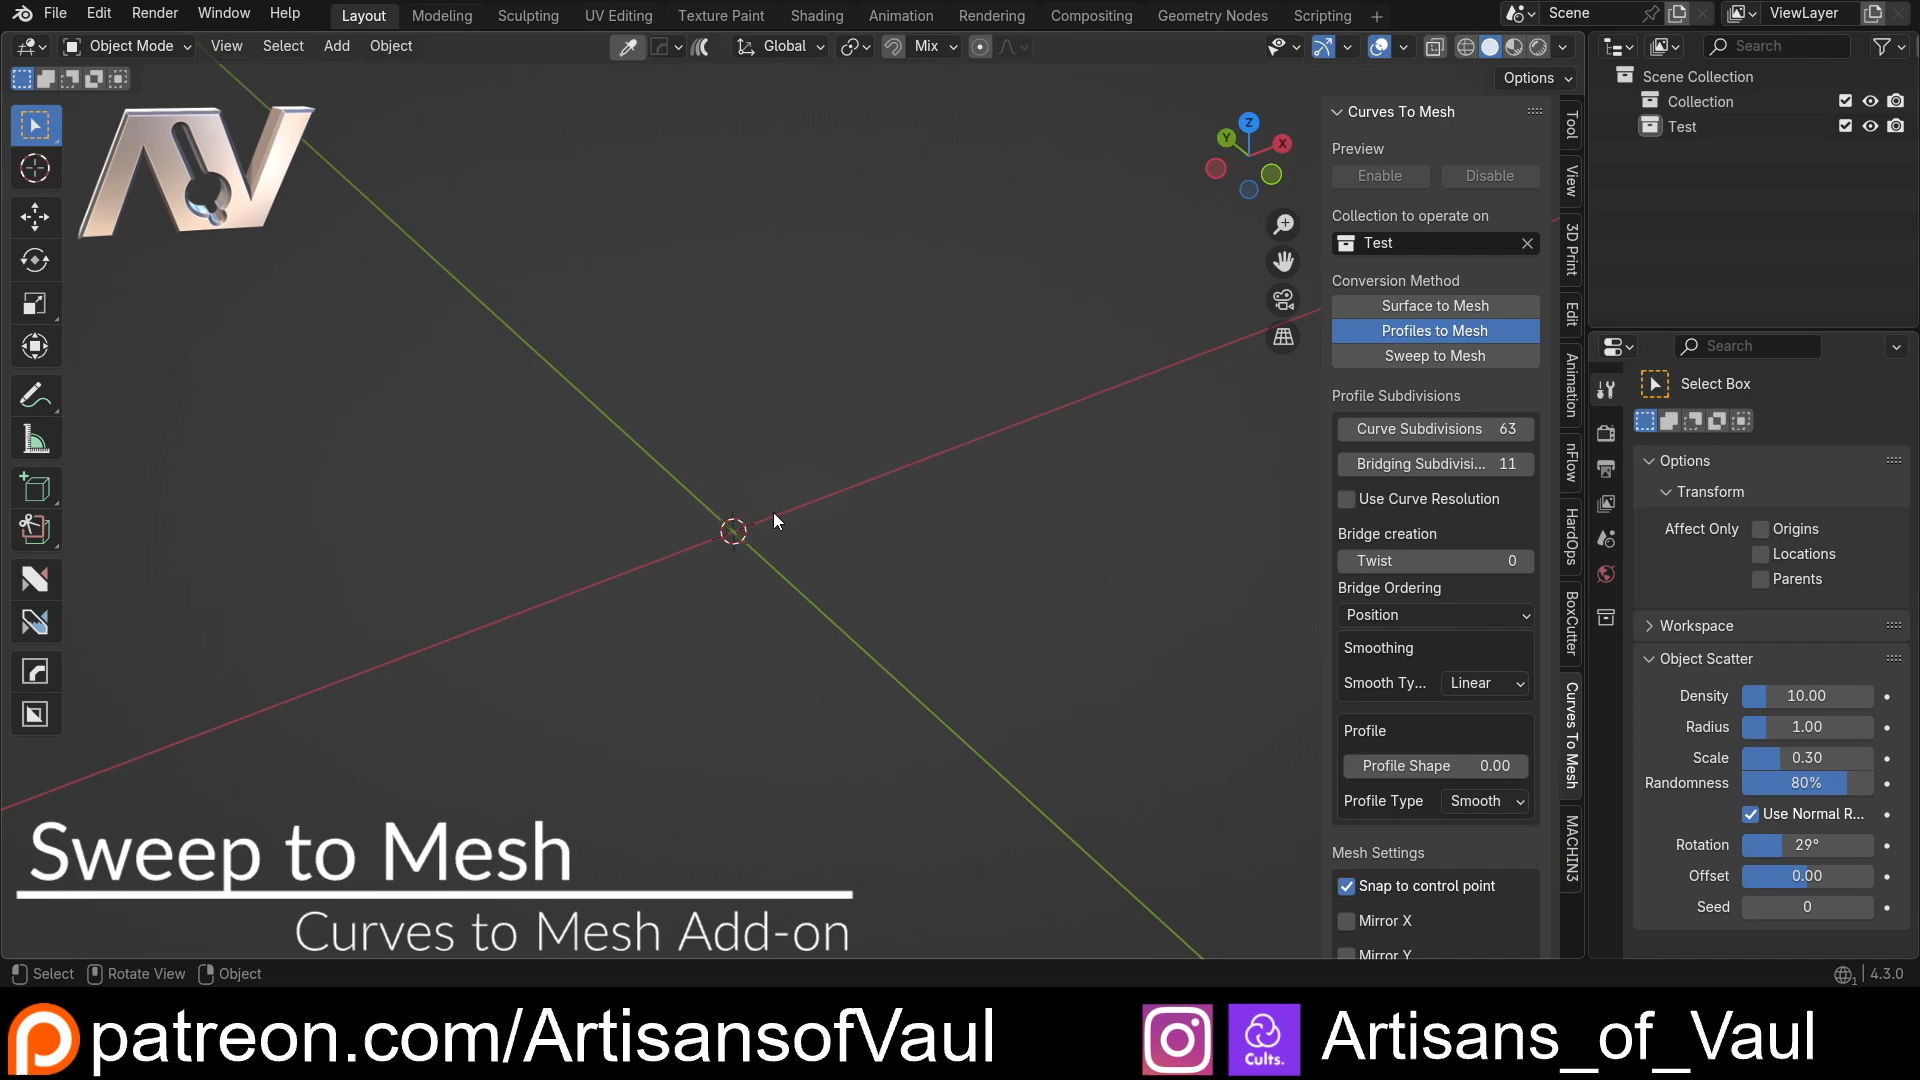 File Edit Render Window Help Layout Modeling Sculpting UV Editing Texture Paint Shading Animation Rendering Compositing Geometry Nodes Scripting + Scene ViewLayer
Object Mode View Select Add Object Global Mix Search
Options
Scene Collection
Collection
Test
AV
Z
Y
X
Curves To Mesh
Preview
Enable Disable
Collection to operate on
Test
Conversion Method
Surface to Mesh
Profiles to Mesh
Sweep to Mesh
Profile Subdivisions
Curve Subdivisions 63
Bridging Subdivisi... 11
Use Curve Resolution
Bridge creation
Twist 0
Bridge Ordering
Position
Smoothing
Smooth Ty... Linear
Profile
Profile Shape 0.00
Profile Type Smooth
Mesh Settings
Snap to control point
Mirror X
Mirror Y
Tool
View
3D Print
Edit
Animation
nFlow
HardOps
BoxCutter
Curves To Mesh
MACHIN3
Search
Select Box
Options
Transform
Affect Only Origins
Locations
Parents
Workspace
Object Scatter
Density 10.00
Radius 1.00
Scale 0.30
Randomness 80%
Use Normal R...
Rotation 29°
Offset 0.00
Seed 0
Sweep to Mesh
Curves to Mesh Add-on
Select Rotate View Object 4.3.0
patreon.com/ArtisansofVaul Cults. Artisans_of_Vaul